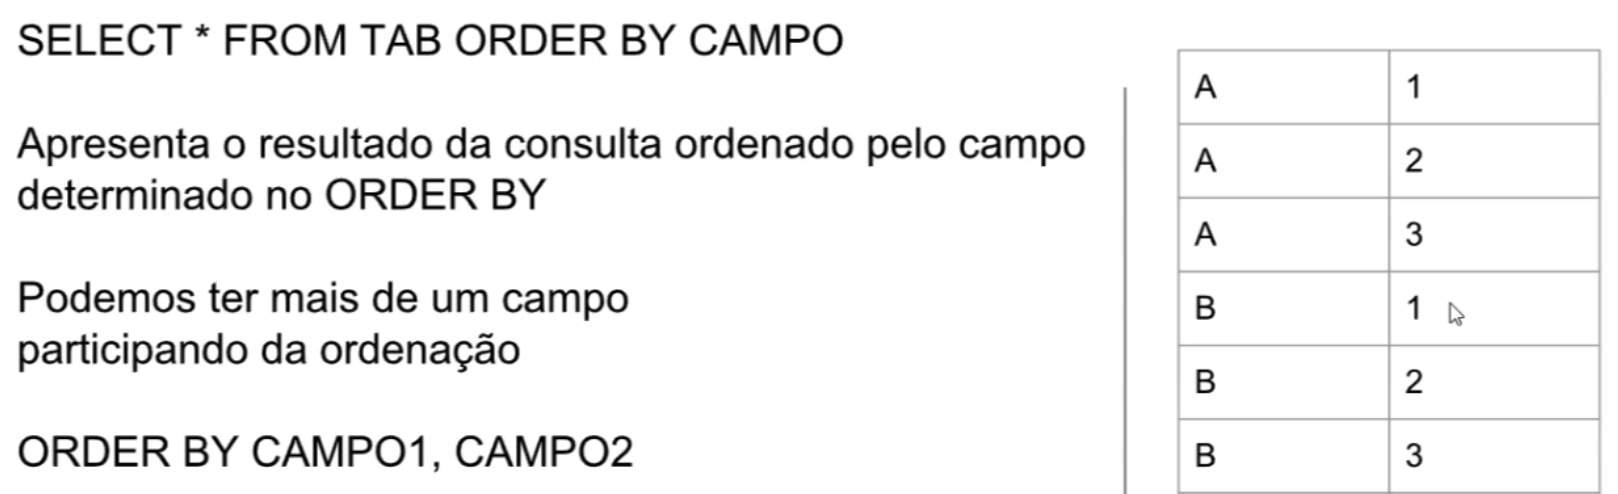 SELECT * FROM TAB ORDER BY CAMPO
Apresenta o resultado da consulta ordenado pelo campo
determinado no ORDER BY
Podemos ter mais de um campo
participando da ordenação
ORDER BY CAMPO1, CAMPO2
A 1
A 2
A 3
B 1
B 2
B 3